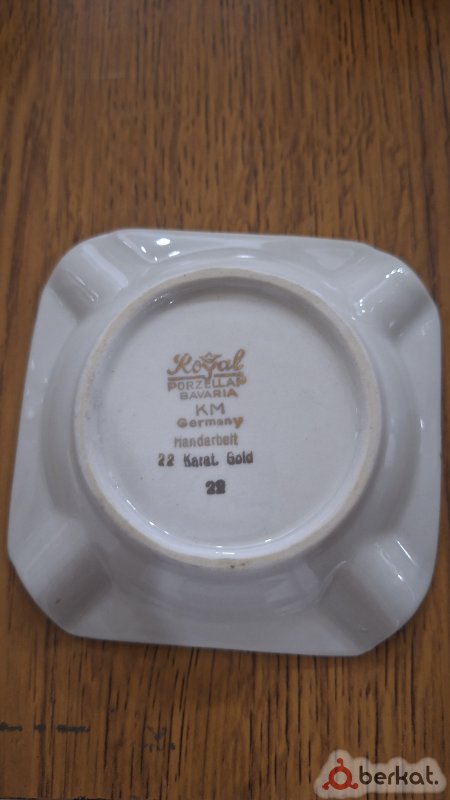 Royal
PORZELLAN
BAVARIA
KM
Germany
Handarbeit
22 Karat. Gold
22
berkat.